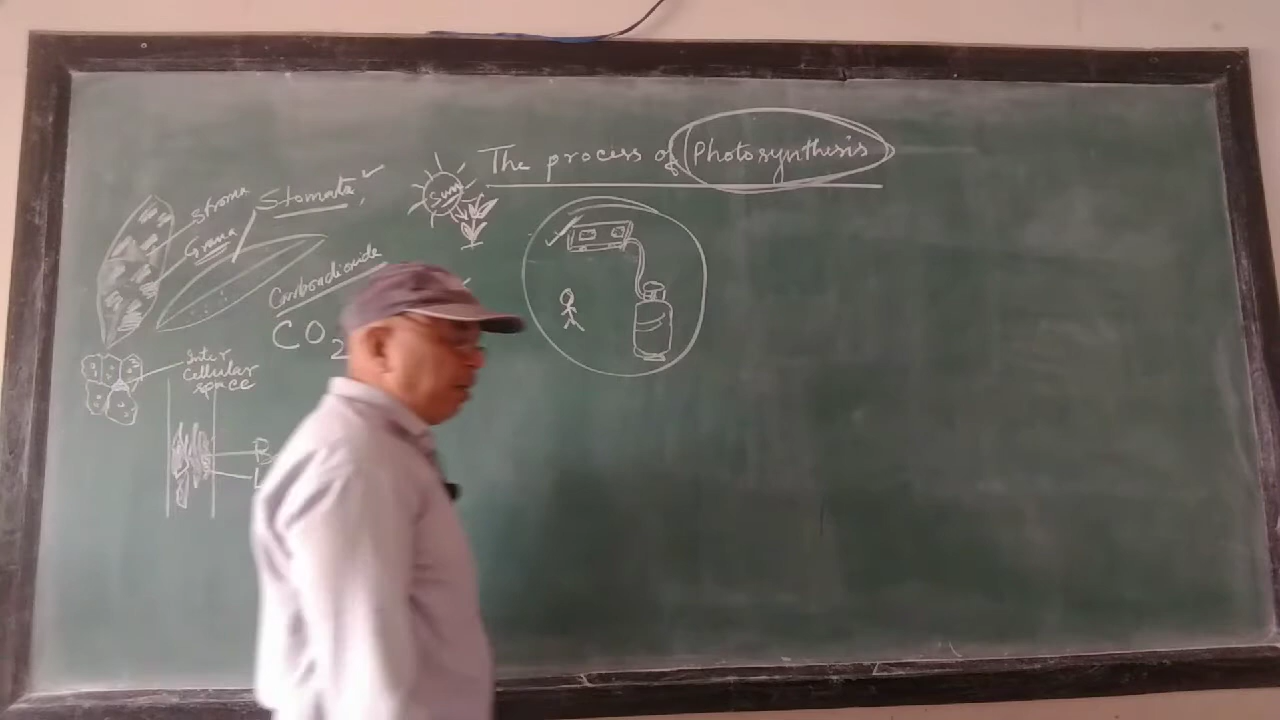 The process of Photosynthesis
Sun
Stroma
Stomata
Grana
Carbondioxide
CO2
Inter
cellular
space
B
L